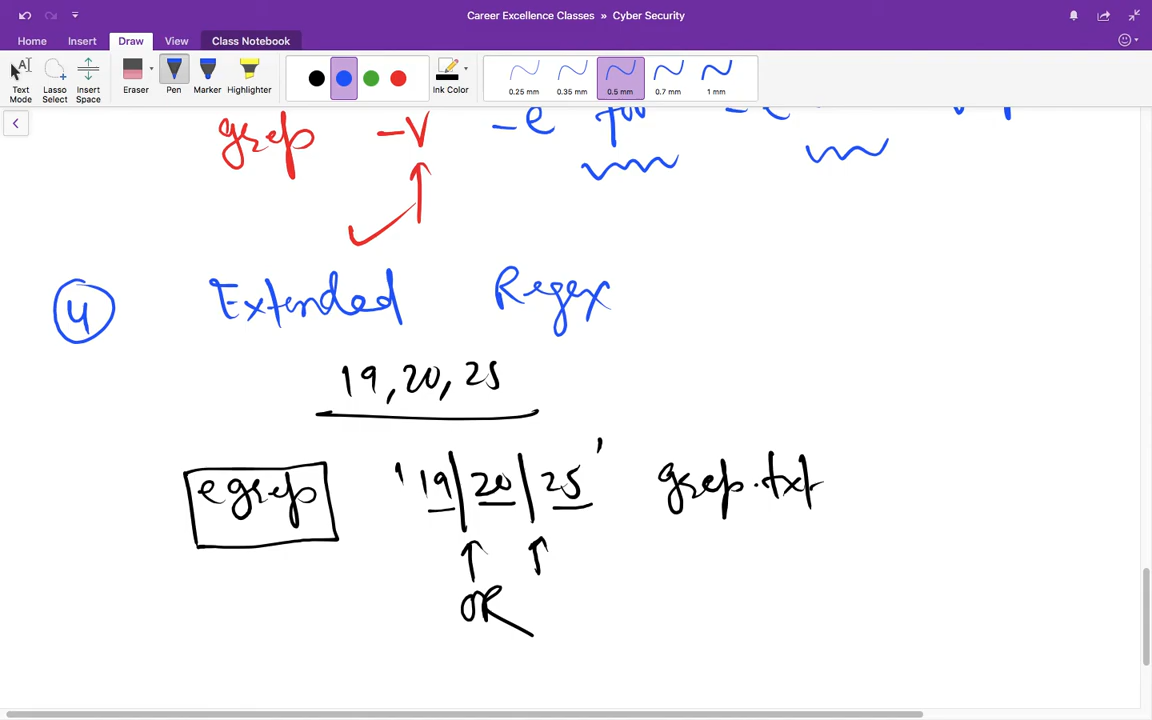 Career Excellence Classes » Cyber Security
Home Insert Draw View Class Notebook
Text Mode Lasso Select Insert Space Eraser Pen Marker Highlighter Ink Color 0.25 mm 0.35 mm 0.5 mm 0.7 mm 1 mm
grep -v -e
4 Extended Regex
19, 20, 25
egrep '19|20|25' grep.txt
OR